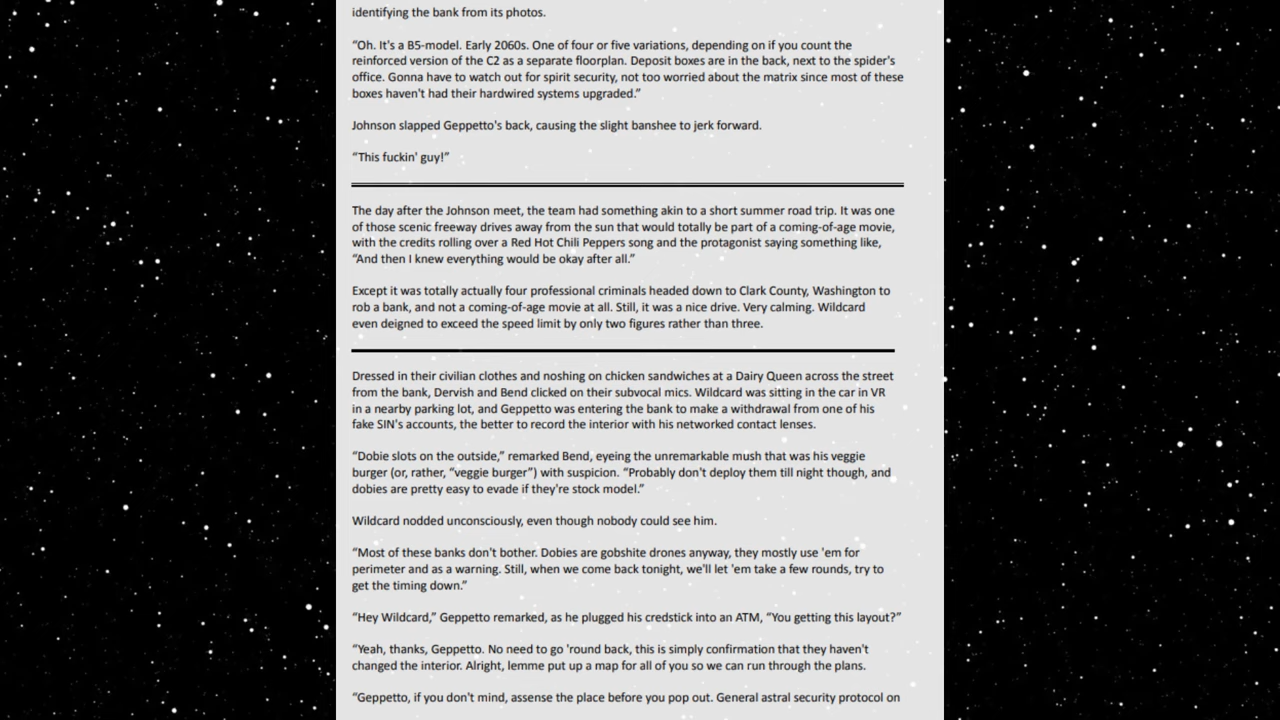 identifying the bank from its photos.
“Oh. It's a B5-model. Early 2060s. One of four or five variations, depending on if you count the
reinforced version of the C2 as a separate floorplan. Deposit boxes are in the back, next to the spider's
office. Gonna have to watch out for spirit security, not too worried about the matrix since most of these
boxes haven't had their hardwired systems upgraded.”
Johnson slapped Geppetto's back, causing the slight banshee to jerk forward.
“This fuckin' guy!”
The day after the Johnson meet, the team had something akin to a short summer road trip. It was one
of those scenic freeway drives away from the sun that would totally be part of a coming-of-age movie,
with the credits rolling over a Red Hot Chili Peppers song and the protagonist saying something like,
“And then I knew everything would be okay after all.”
Except it was totally actually four professional criminals headed down to Clark County, Washington to
rob a bank, and not a coming-of-age movie at all. Still, it was a nice drive. Very calming. Wildcard
even deigned to exceed the speed limit by only two figures rather than three.
Dressed in their civilian clothes and noshing on chicken sandwiches at a Dairy Queen across the street
from the bank, Dervish and Bend clicked on their subvocal mics. Wildcard was sitting in the car in VR
in a nearby parking lot, and Geppetto was entering the bank to make a withdrawal from one of his
fake SIN's accounts, the better to record the interior with his networked contact lenses.
“Dobie slots on the outside,” remarked Bend, eyeing the unremarkable mush that was his veggie
burger (or, rather, “veggie burger”) with suspicion. “Probably don't deploy them till night though, and
dobies are pretty easy to evade if they're stock model.”
Wildcard nodded unconsciously, even though nobody could see him.
“Most of these banks don't bother. Dobies are gobshite drones anyway, they mostly use 'em for
perimeter and as a warning. Still, when we come back tonight, we'll let 'em take a few rounds, try to
get the timing down.”
“Hey Wildcard,” Geppetto remarked, as he plugged his credstick into an ATM, “You getting this layout?”
“Yeah, thanks, Geppetto. No need to go 'round back, this is simply confirmation that they haven't
changed the interior. Alright, lemme put up a map for all of you so we can run through the plans.
“Geppetto, if you don't mind, assense the place before you pop out. General astral security protocol on